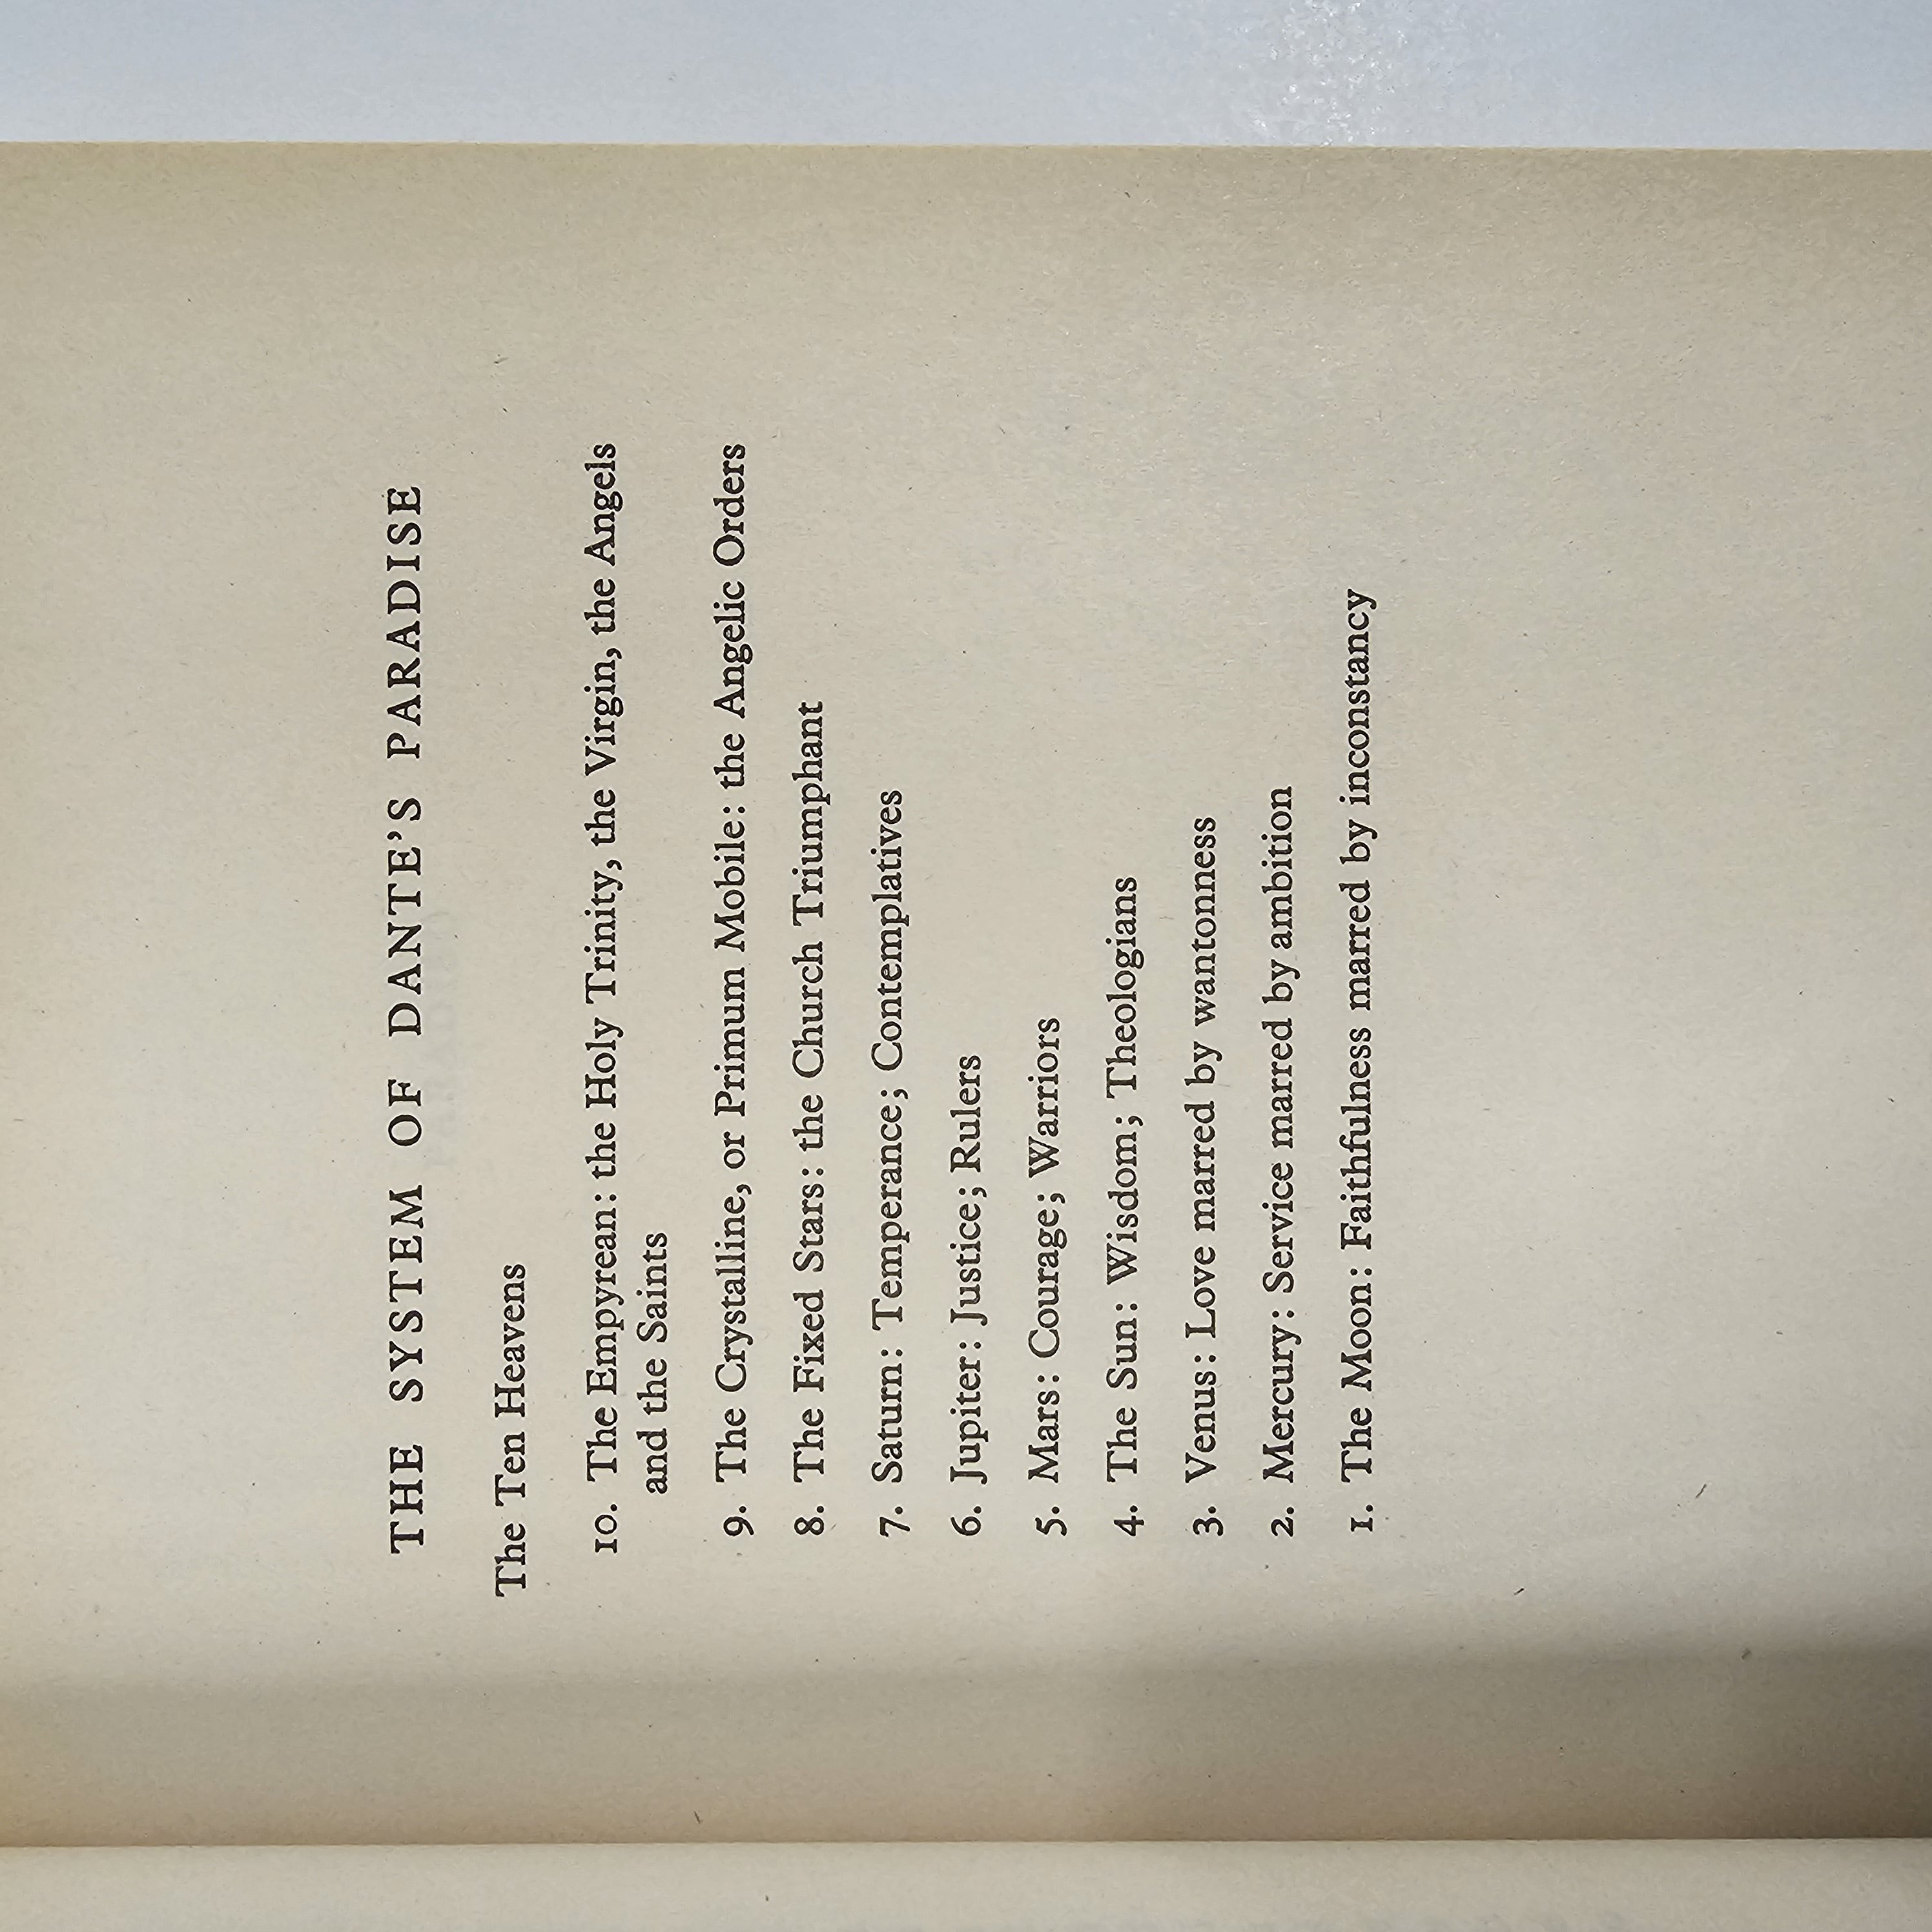 THE SYSTEM OF DANTE'S PARADISE
The Ten Heavens
10. The Empyrean: the Holy Trinity, the Virgin, the Angels
and the Saints
9. The Crystalline, or Primum Mobile: the Angelic Orders
8. The Fixed Stars: the Church Triumphant
7. Saturn: Temperance; Contemplatives
6. Jupiter: Justice; Rulers
5. Mars: Courage; Warriors
4. The Sun: Wisdom; Theologians
3. Venus: Love marred by wantonness
2. Mercury: Service marred by ambition
1. The Moon: Faithfulness marred by inconstancy